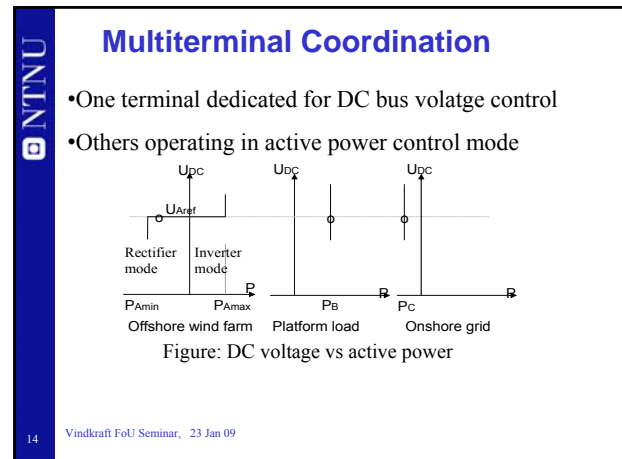 NTNU
Multiterminal Coordination
•One terminal dedicated for DC bus volatge control
•Others operating in active power control mode
UDC UDC UDC
UAref
Rectifier mode Inverter mode
P P P
PAmin PAmax PB PC
Offshore wind farm Platform load Onshore grid
Figure: DC voltage vs active power
14 Vindkraft FoU Seminar, 23 Jan 09